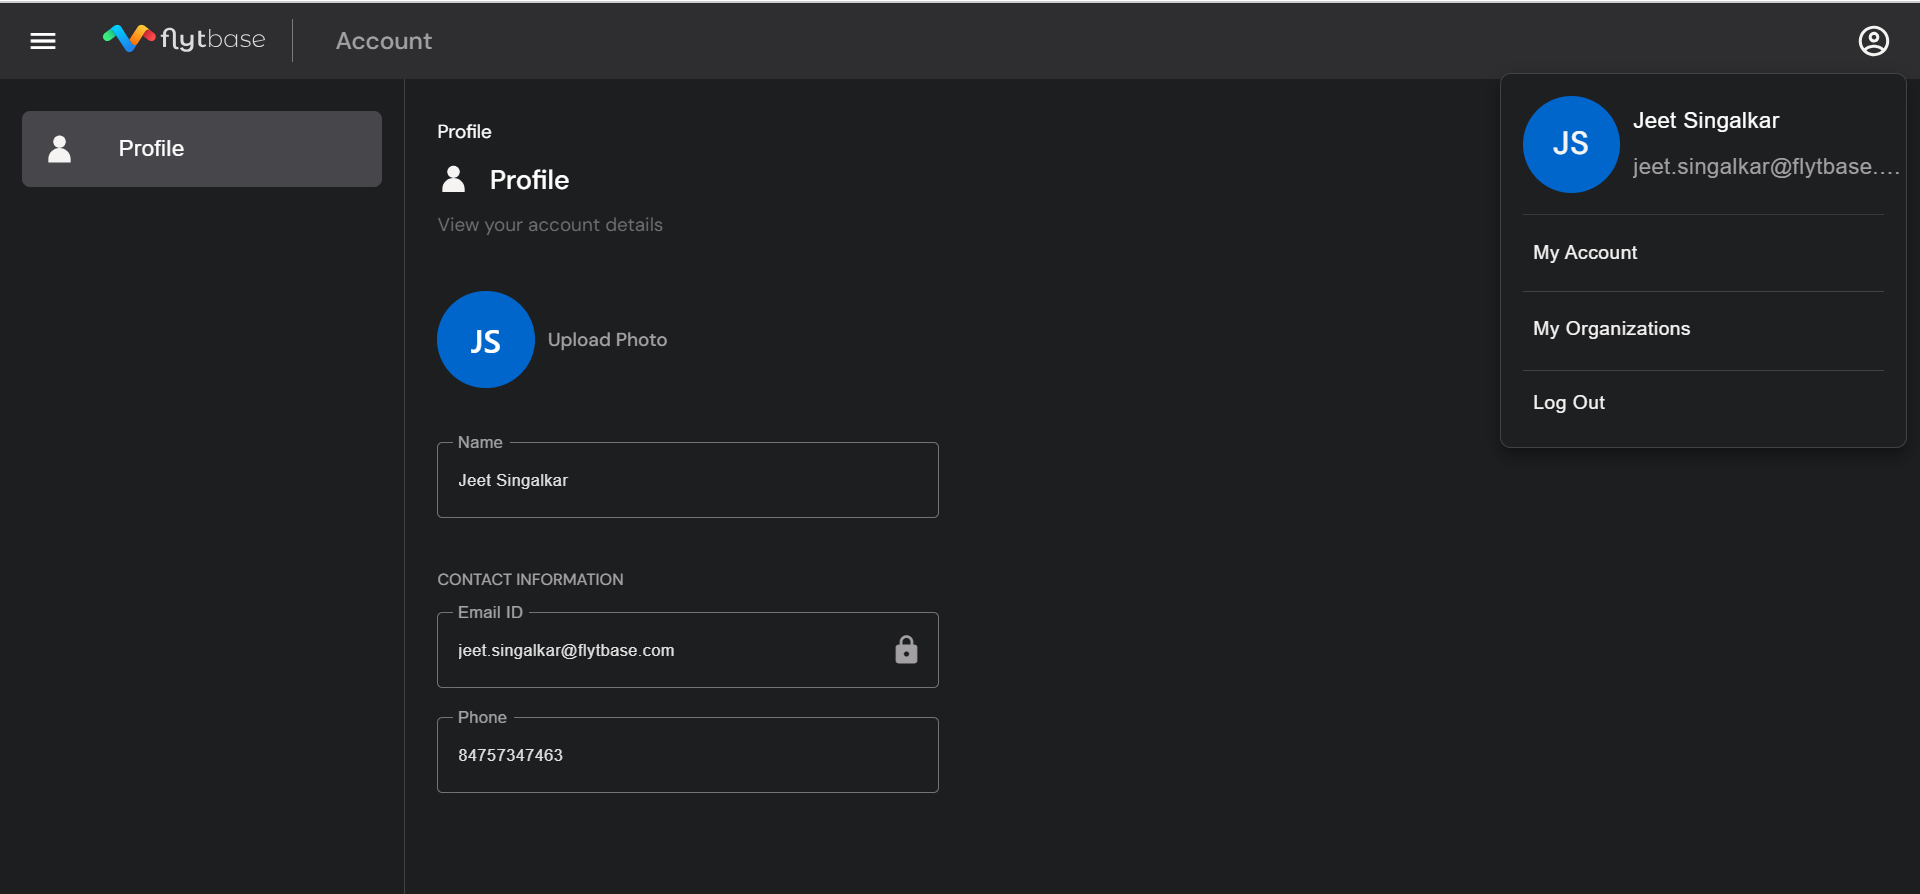 flytbase
Account
Profile
Profile
Profile
View your account details
JS
Upload Photo
Name
Jeet Singalkar
CONTACT INFORMATION
Email ID
jeet.singalkar@flytbase.com
Phone
84757347463
JS
Jeet Singalkar
jeet.singalkar@flytbase....
My Account
My Organizations
Log Out